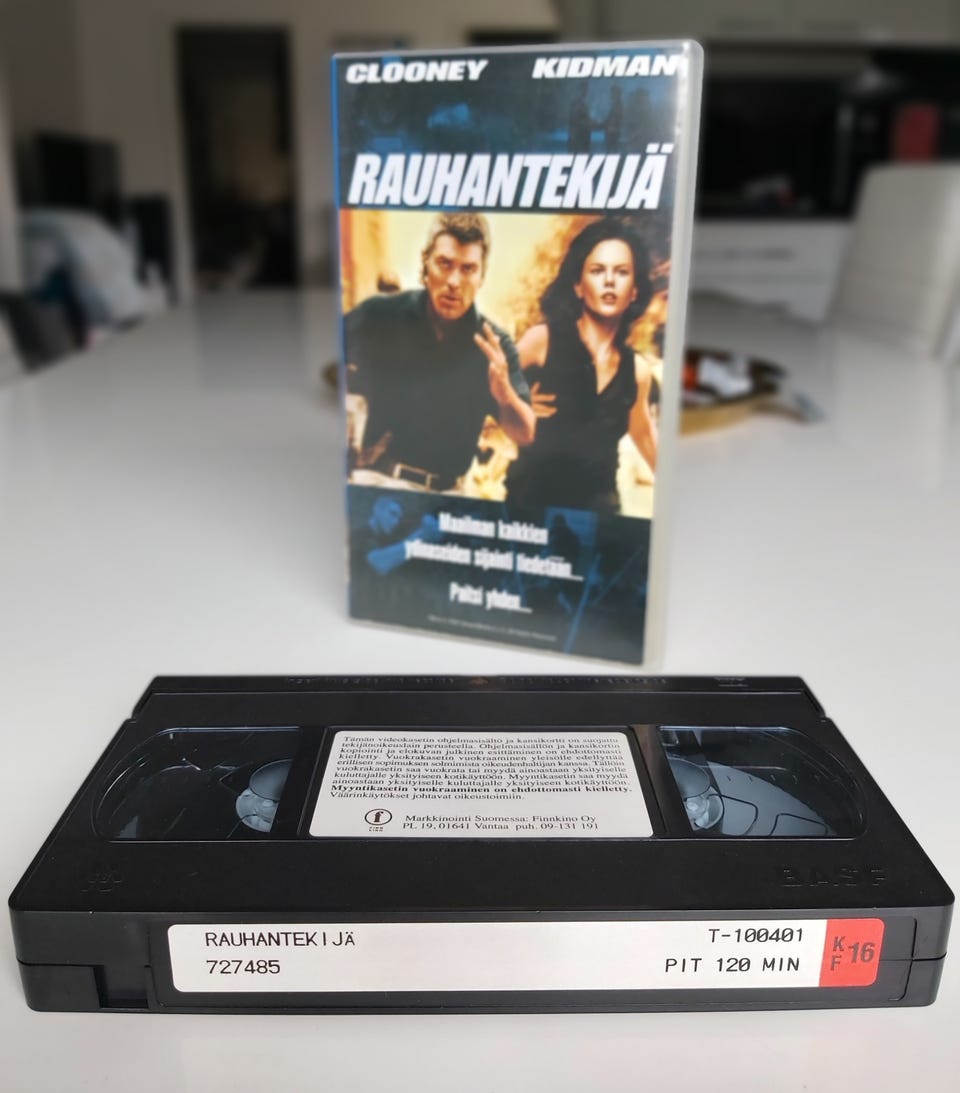 CLOONEY KIDMAN
RAUHANTEKIJÄ
Maailman kaikkien
ydinaseiden sijainti tiedetään...
Paitsi yhden...
Tämän videokasetin ohjelmasisältö ja kansikortti on suojattu
tekijänoikeuslain perusteella. Ohjelmasisällön ja kansikortin
kopiointi ja elokuvan julkinen esittäminen on ehdottomasti
kielletty. Vuokrakasetin vuokraaminen yleisölle edellyttää
erillisen sopimuksen solmimista oikeudenhaltijan kanssa. Tällöin
vuokrakasetin saa vuokrata tai myydä ainoastaan yksityiselle
kuluttajalle yksityiseen kotikäyttöön. Myyntikasetin saa myydä
ainoastaan yksityiselle kuluttajalle yksityiseen kotikäyttöön.
Myyntikasetin vuokraaminen on ehdottomasti kielletty.
Väärinkäytökset johtavat oikeustoimiin.
f
FINN
KINO
Markkinointi Suomessa: Finnkino Oy
PL 19, 01641 Vantaa puh. 09-131 191
BASF
RAUHANTEKIJÄ T-100401
727485 PIT 120 MIN
K
F 16